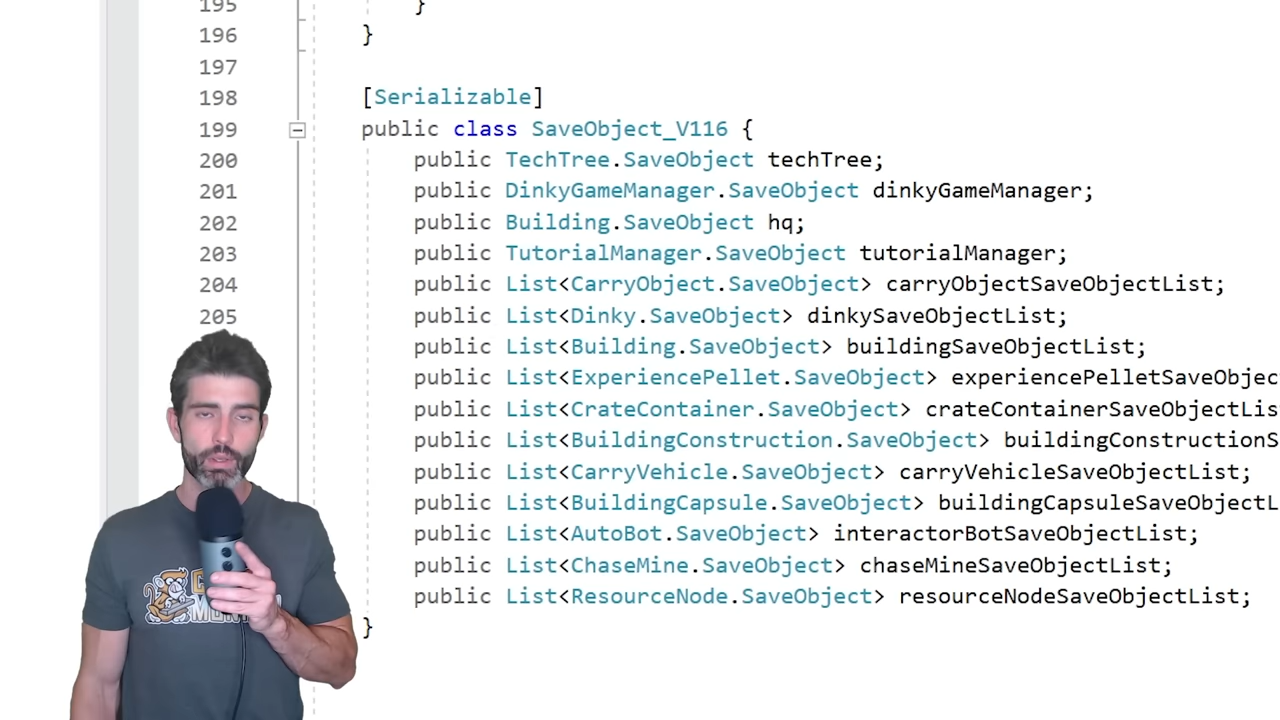 195 }
196 }
197
198 [Serializable]
199 public class SaveObject_V116 {
200 public TechTree.SaveObject techTree;
201 public DinkyGameManager.SaveObject dinkyGameManager;
202 public Building.SaveObject hq;
203 public TutorialManager.SaveObject tutorialManager;
204 public List<CarryObject.SaveObject> carryObjectSaveObjectList;
205 public List<Dinky.SaveObject> dinkySaveObjectList;
public List<Building.SaveObject> buildingSaveObjectList;
public List<ExperiencePellet.SaveObject> experiencePelletSaveObjec
public List<CrateContainer.SaveObject> crateContainerSaveObjectLis
public List<BuildingConstruction.SaveObject> buildingConstructionS
public List<CarryVehicle.SaveObject> carryVehicleSaveObjectList;
public List<BuildingCapsule.SaveObject> buildingCapsuleSaveObjectL
public List<AutoBot.SaveObject> interactorBotSaveObjectList;
public List<ChaseMine.SaveObject> chaseMineSaveObjectList;
public List<ResourceNode.SaveObject> resourceNodeSaveObjectList;
}